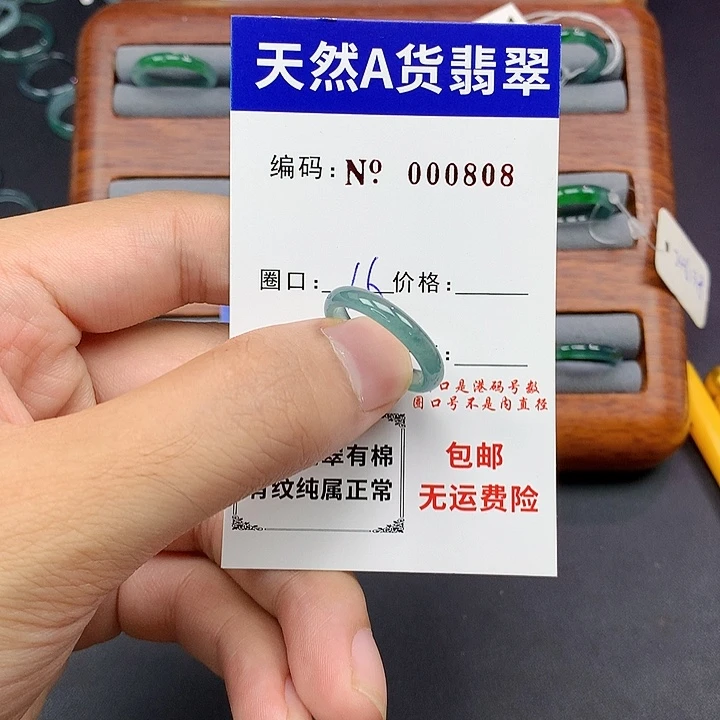 天然A货翡翠
编码: Nº 000808
圈口: 16 价格:
:
口是港码号数
圈口号不是内直径
翠有棉
有纹纯属正常
包邮
无运费险